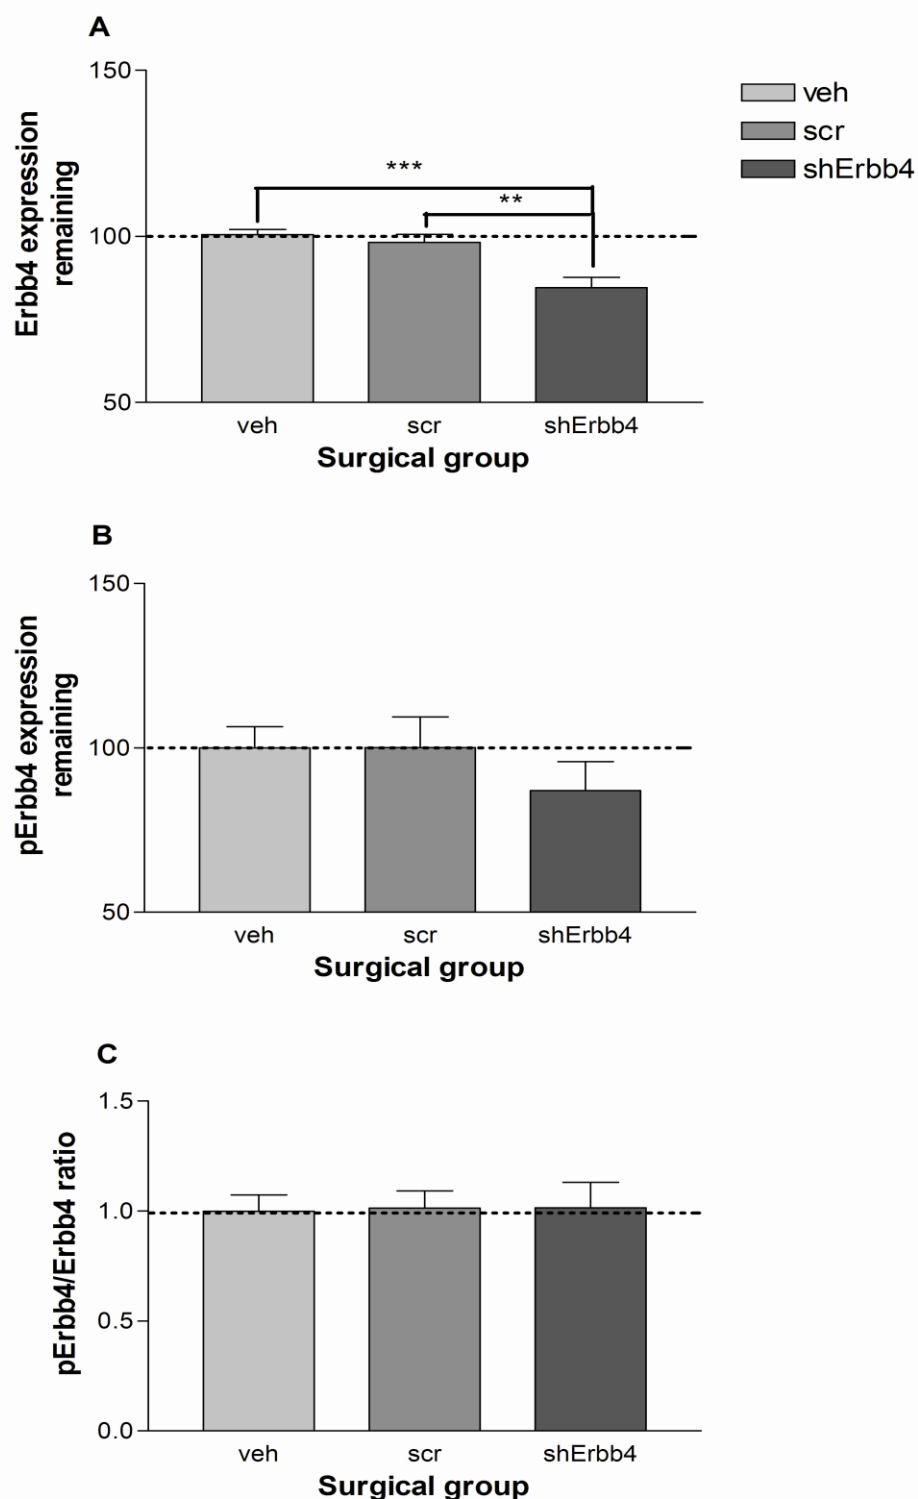 A
150
100
50
Erbb4 expression
remaining
***
**
veh
scr
shErbb4
veh scr shErbb4
Surgical group
B
150
100
50
pErbb4 expression
remaining
veh scr shErbb4
Surgical group
C
1.5
1.0
0.5
0.0
pErbb4/Erbb4 ratio
veh scr shErbb4
Surgical group